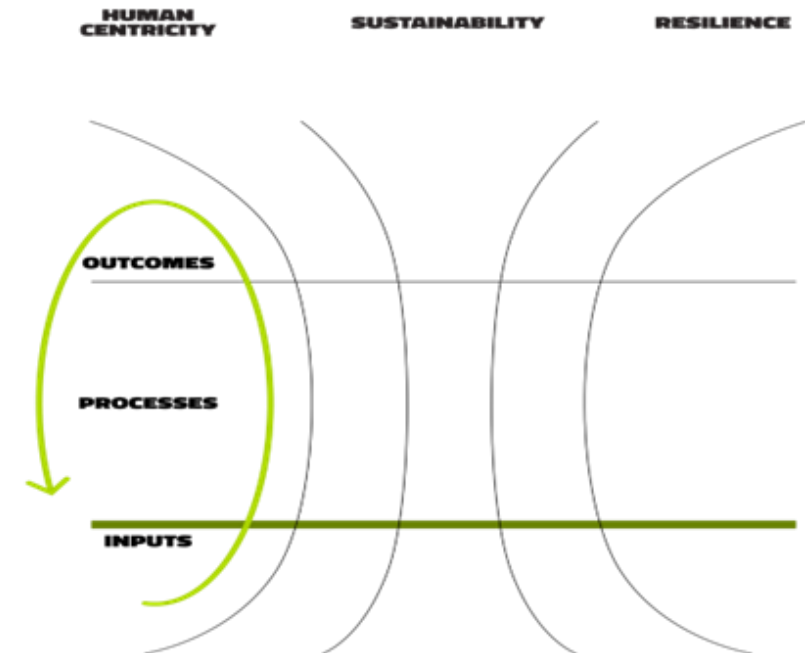 HUMAN
CENTRICITY
SUSTAINABILITY
RESILIENCE
OUTCOMES
PROCESSES
INPUTS